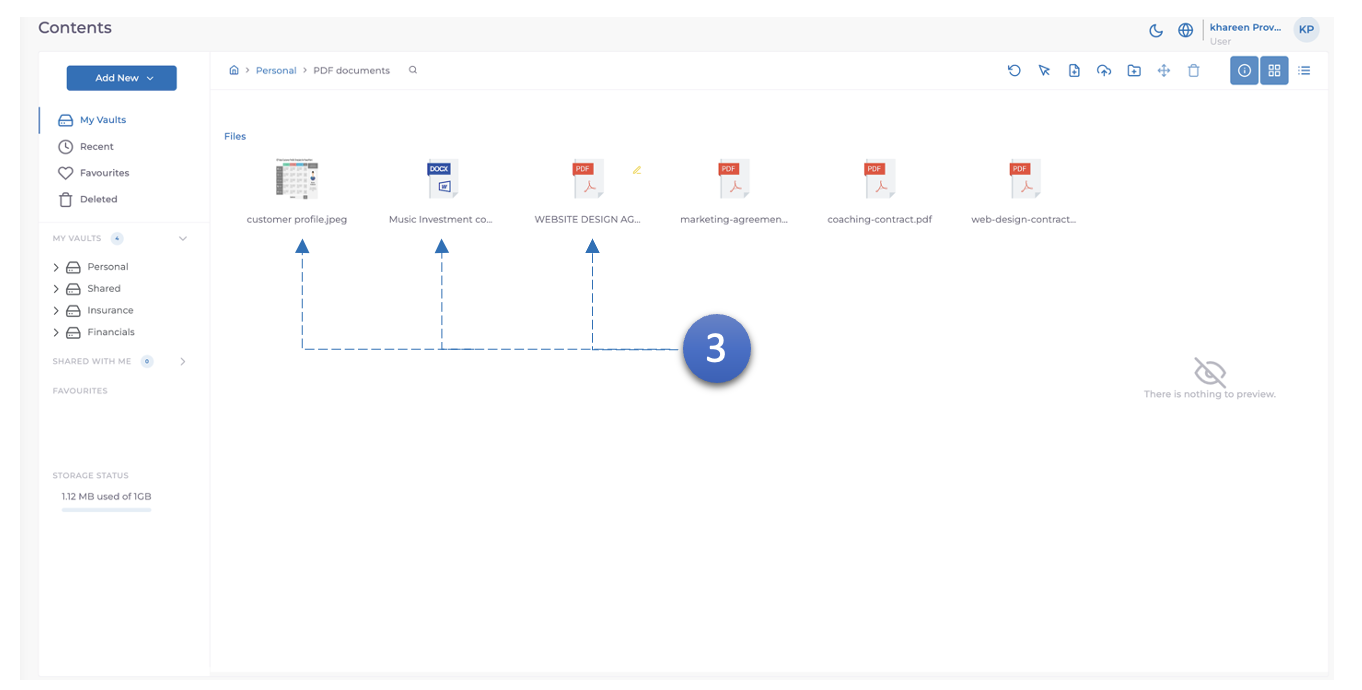 Contents
khareen Prov...
User
KP
Add New
Personal
PDF documents
My Vaults
Recent
Favourites
Deleted
MY VAULTS 4
Personal
Shared
Insurance
Financials
SHARED WITH ME 0
FAVOURITES
STORAGE STATUS
1.12 MB used of 1GB
Files
DOCX
W
PDF
PDF
PDF
PDF
customer profile.jpeg
Music Investment co...
WEBSITE DESIGN AG...
marketing-agreemen...
coaching-contract.pdf
web-design-contract...
3
There is nothing to preview.